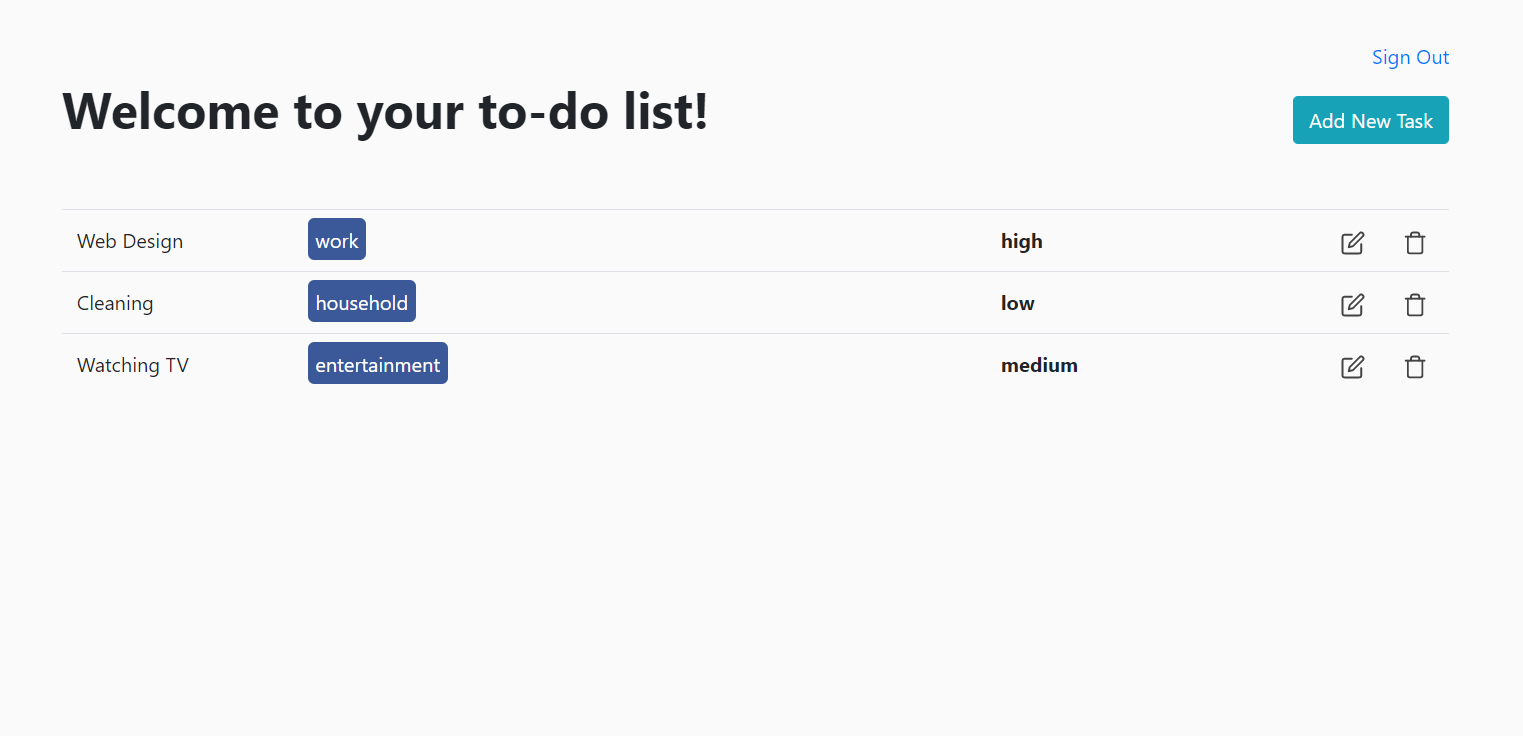 Sign Out
Welcome to your to-do list!
Add New Task
Web Design work high
Cleaning household low
Watching TV entertainment medium